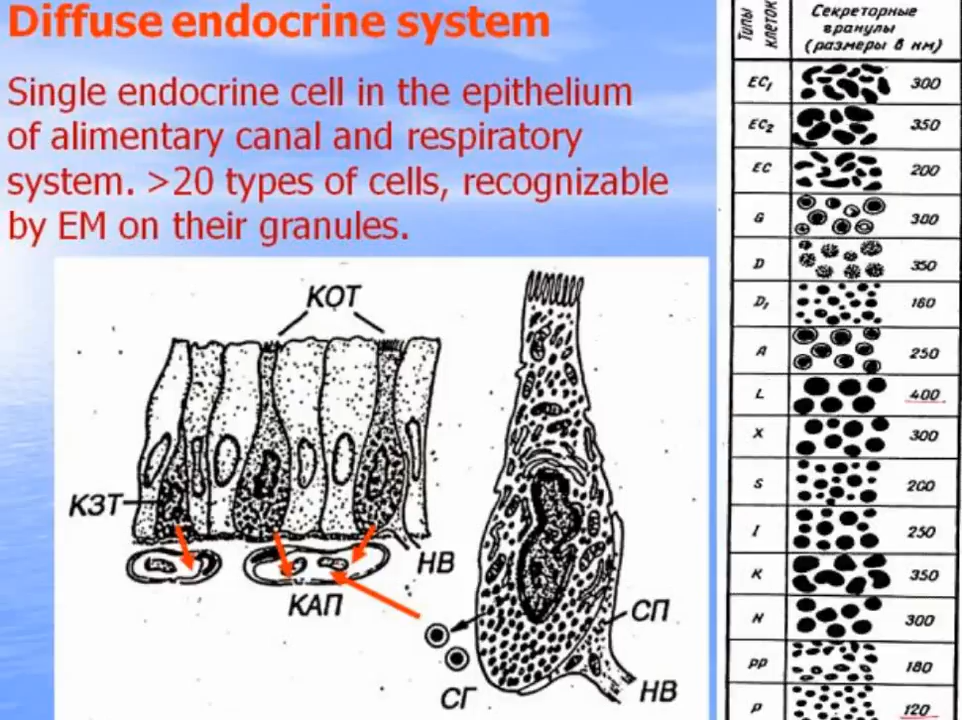 Diffuse endocrine system
Single endocrine cell in the epithelium
of alimentary canal and respiratory
system. >20 types of cells, recognizable
by EM on their granules.
КОТ
КЗТ
НВ
КАП
СП
СГ
НВ
Типы клеток
Секреторные
гранулы
(размеры в нм)
EC₁ 300
EC₂ 350
EC 200
G 300
D 350
D₁ 160
A 250
L 400
X 300
S 200
I 250
K 350
N 300
PP 180
P 120